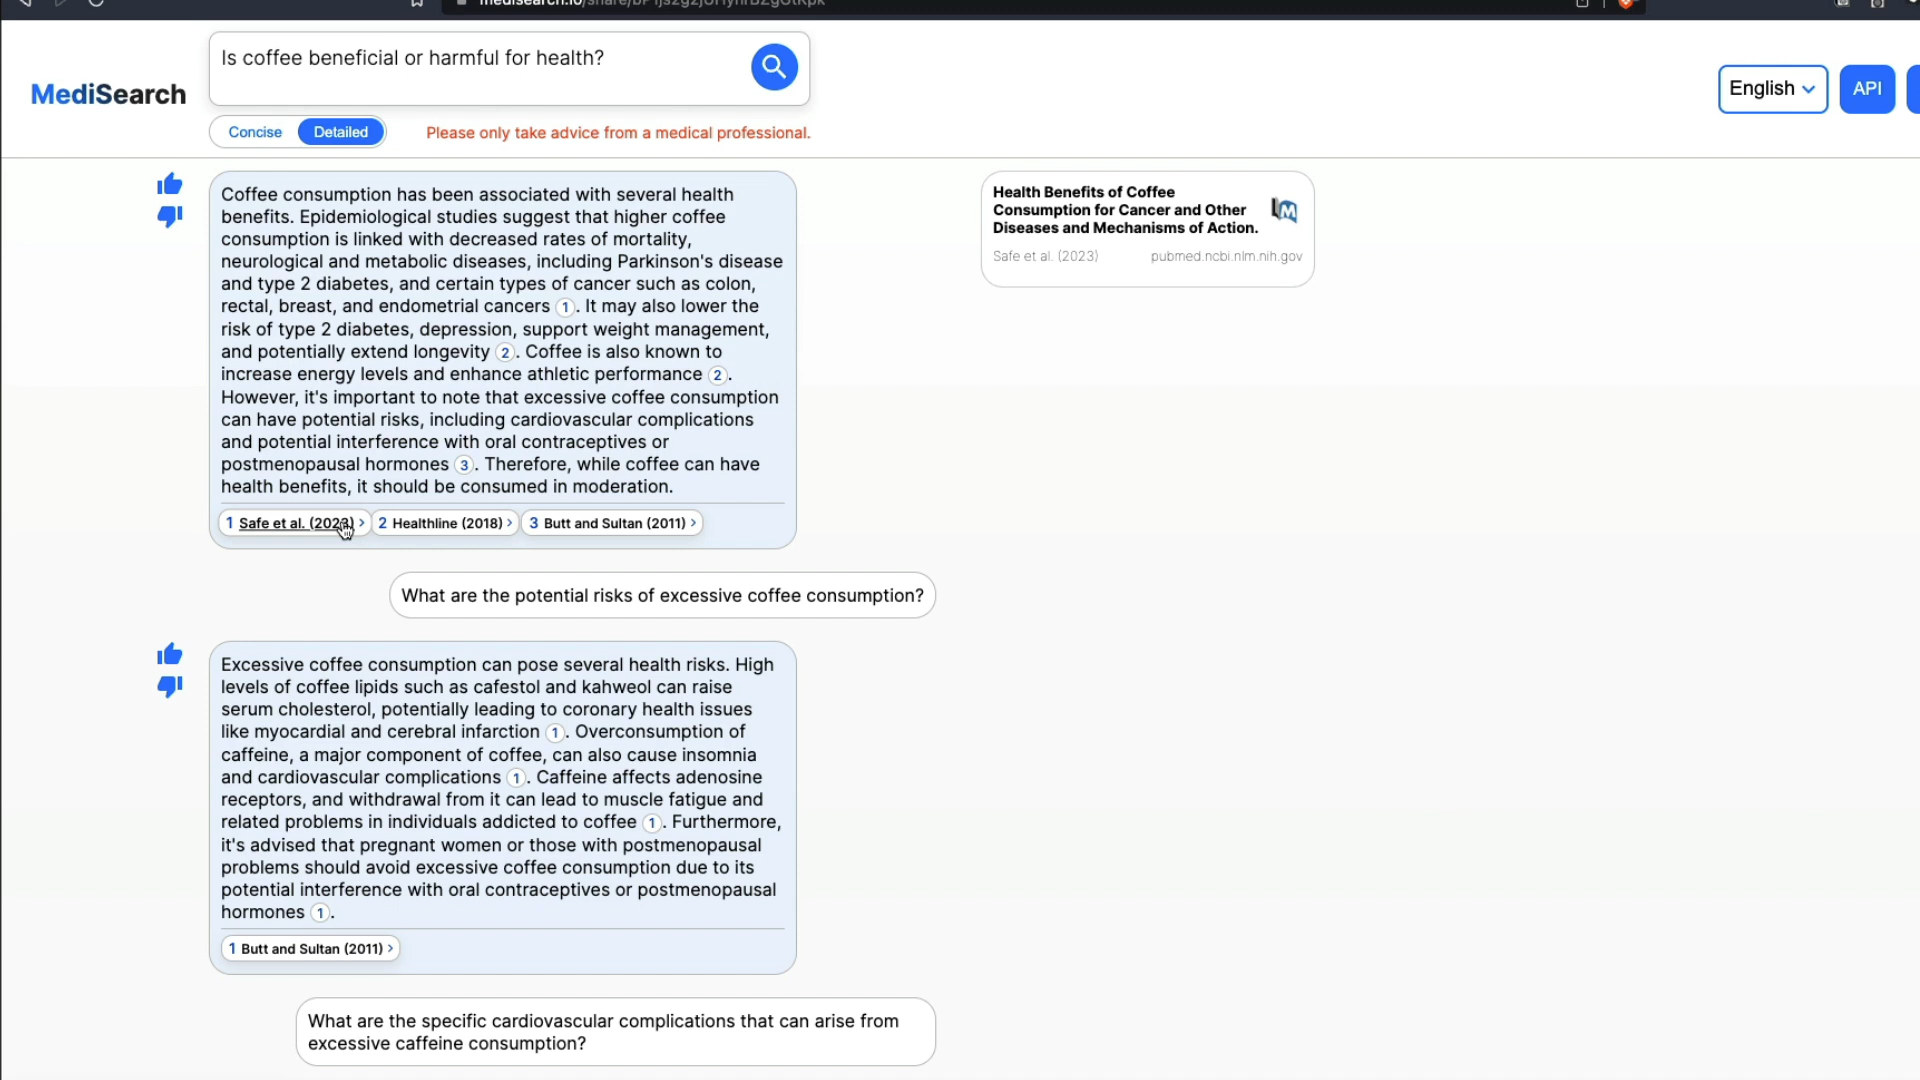 Is coffee beneficial or harmful for health?
MediSearch
English
API
Concise
Detailed
Please only take advice from a medical professional.
Coffee consumption has been associated with several health
benefits. Epidemiological studies suggest that higher coffee
consumption is linked with decreased rates of mortality,
neurological and metabolic diseases, including Parkinson's disease
and type 2 diabetes, and certain types of cancer such as colon,
rectal, breast, and endometrial cancers 1. It may also lower the
risk of type 2 diabetes, depression, support weight management,
and potentially extend longevity 2. Coffee is also known to
increase energy levels and enhance athletic performance 2.
However, it's important to note that excessive coffee consumption
can have potential risks, including cardiovascular complications
and potential interference with oral contraceptives or
postmenopausal hormones 3. Therefore, while coffee can have
health benefits, it should be consumed in moderation.
1 Safe et al. (2023) > 2 Healthline (2018) > 3 Butt and Sultan (2011) >
Health Benefits of Coffee
Consumption for Cancer and Other
Diseases and Mechanisms of Action.
Safe et al. (2023) pubmed.ncbi.nlm.nih.gov
What are the potential risks of excessive coffee consumption?
Excessive coffee consumption can pose several health risks. High
levels of coffee lipids such as cafestol and kahweol can raise
serum cholesterol, potentially leading to coronary health issues
like myocardial and cerebral infarction 1. Overconsumption of
caffeine, a major component of coffee, can also cause insomnia
and cardiovascular complications 1. Caffeine affects adenosine
receptors, and withdrawal from it can lead to muscle fatigue and
related problems in individuals addicted to coffee 1. Furthermore,
it's advised that pregnant women or those with postmenopausal
problems should avoid excessive coffee consumption due to its
potential interference with oral contraceptives or postmenopausal
hormones 1.
1 Butt and Sultan (2011) >
What are the specific cardiovascular complications that can arise from
excessive caffeine consumption?